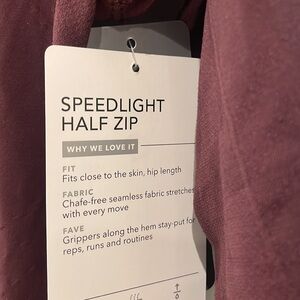 SPEEDLIGHT
HALF ZIP
WHY WE LOVE IT
FIT
Fits close to the skin, hip length
FABRIC
Chafe-free seamless fabric stretches
with every move
FAVE
Grippers along the hem stay-put for
reps, runs and routines